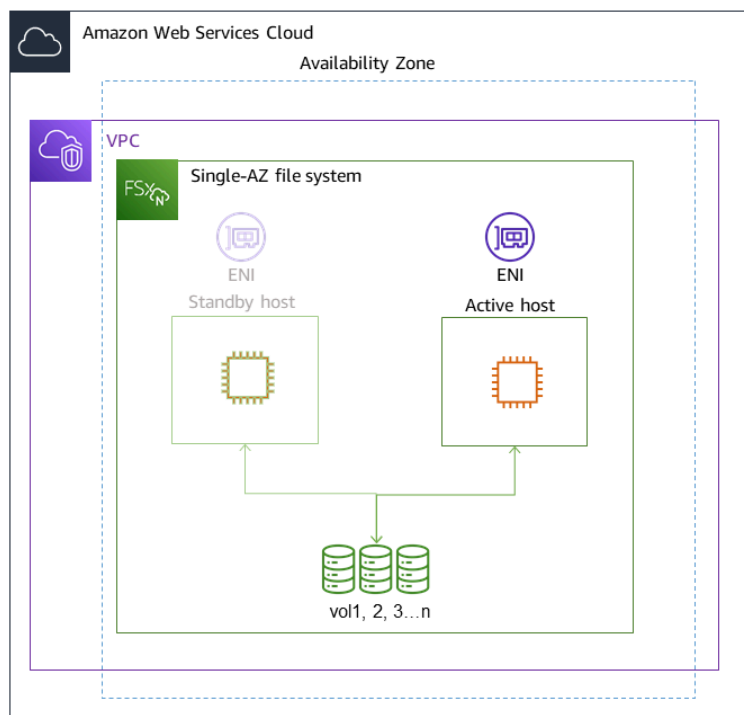 Amazon Web Services Cloud
Availability Zone
VPC
FSx
N
Single-AZ file system
ENI
ENI
Standby host
Active host
vol1, 2, 3...n